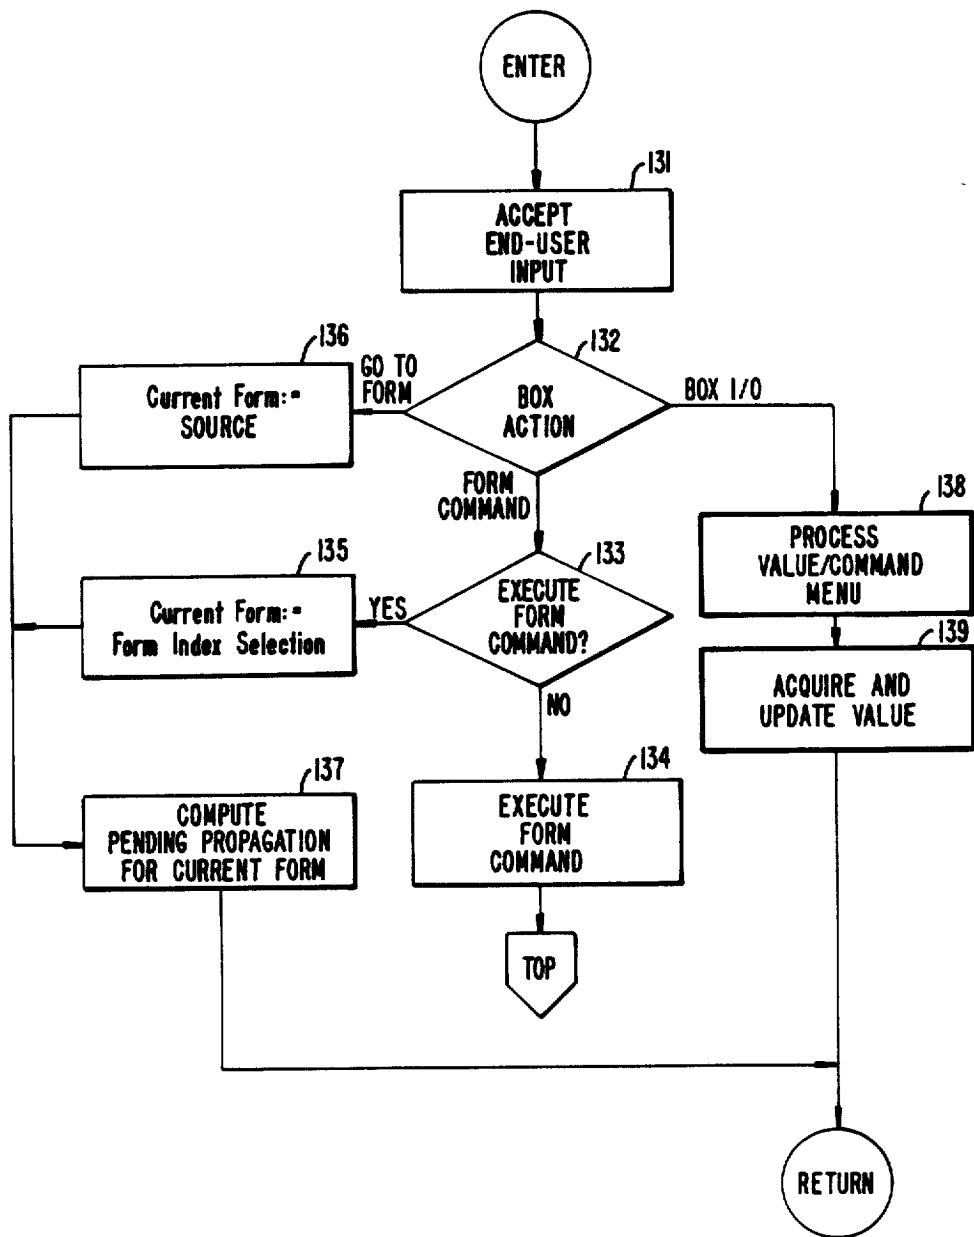 ENTER
131
ACCEPT
END-USER
INPUT
136
Current Form:=
SOURCE
GO TO
FORM
132
BOX
ACTION
BOX I/O
FORM
COMMAND
138
PROCESS
VALUE/COMMAND
MENU
135
Current Form:=
Form Index Selection
YES
133
EXECUTE
FORM
COMMAND?
139
ACQUIRE AND
UPDATE VALUE
NO
137
COMPUTE
PENDING PROPAGATION
FOR CURRENT FORM
134
EXECUTE
FORM
COMMAND
TOP
RETURN